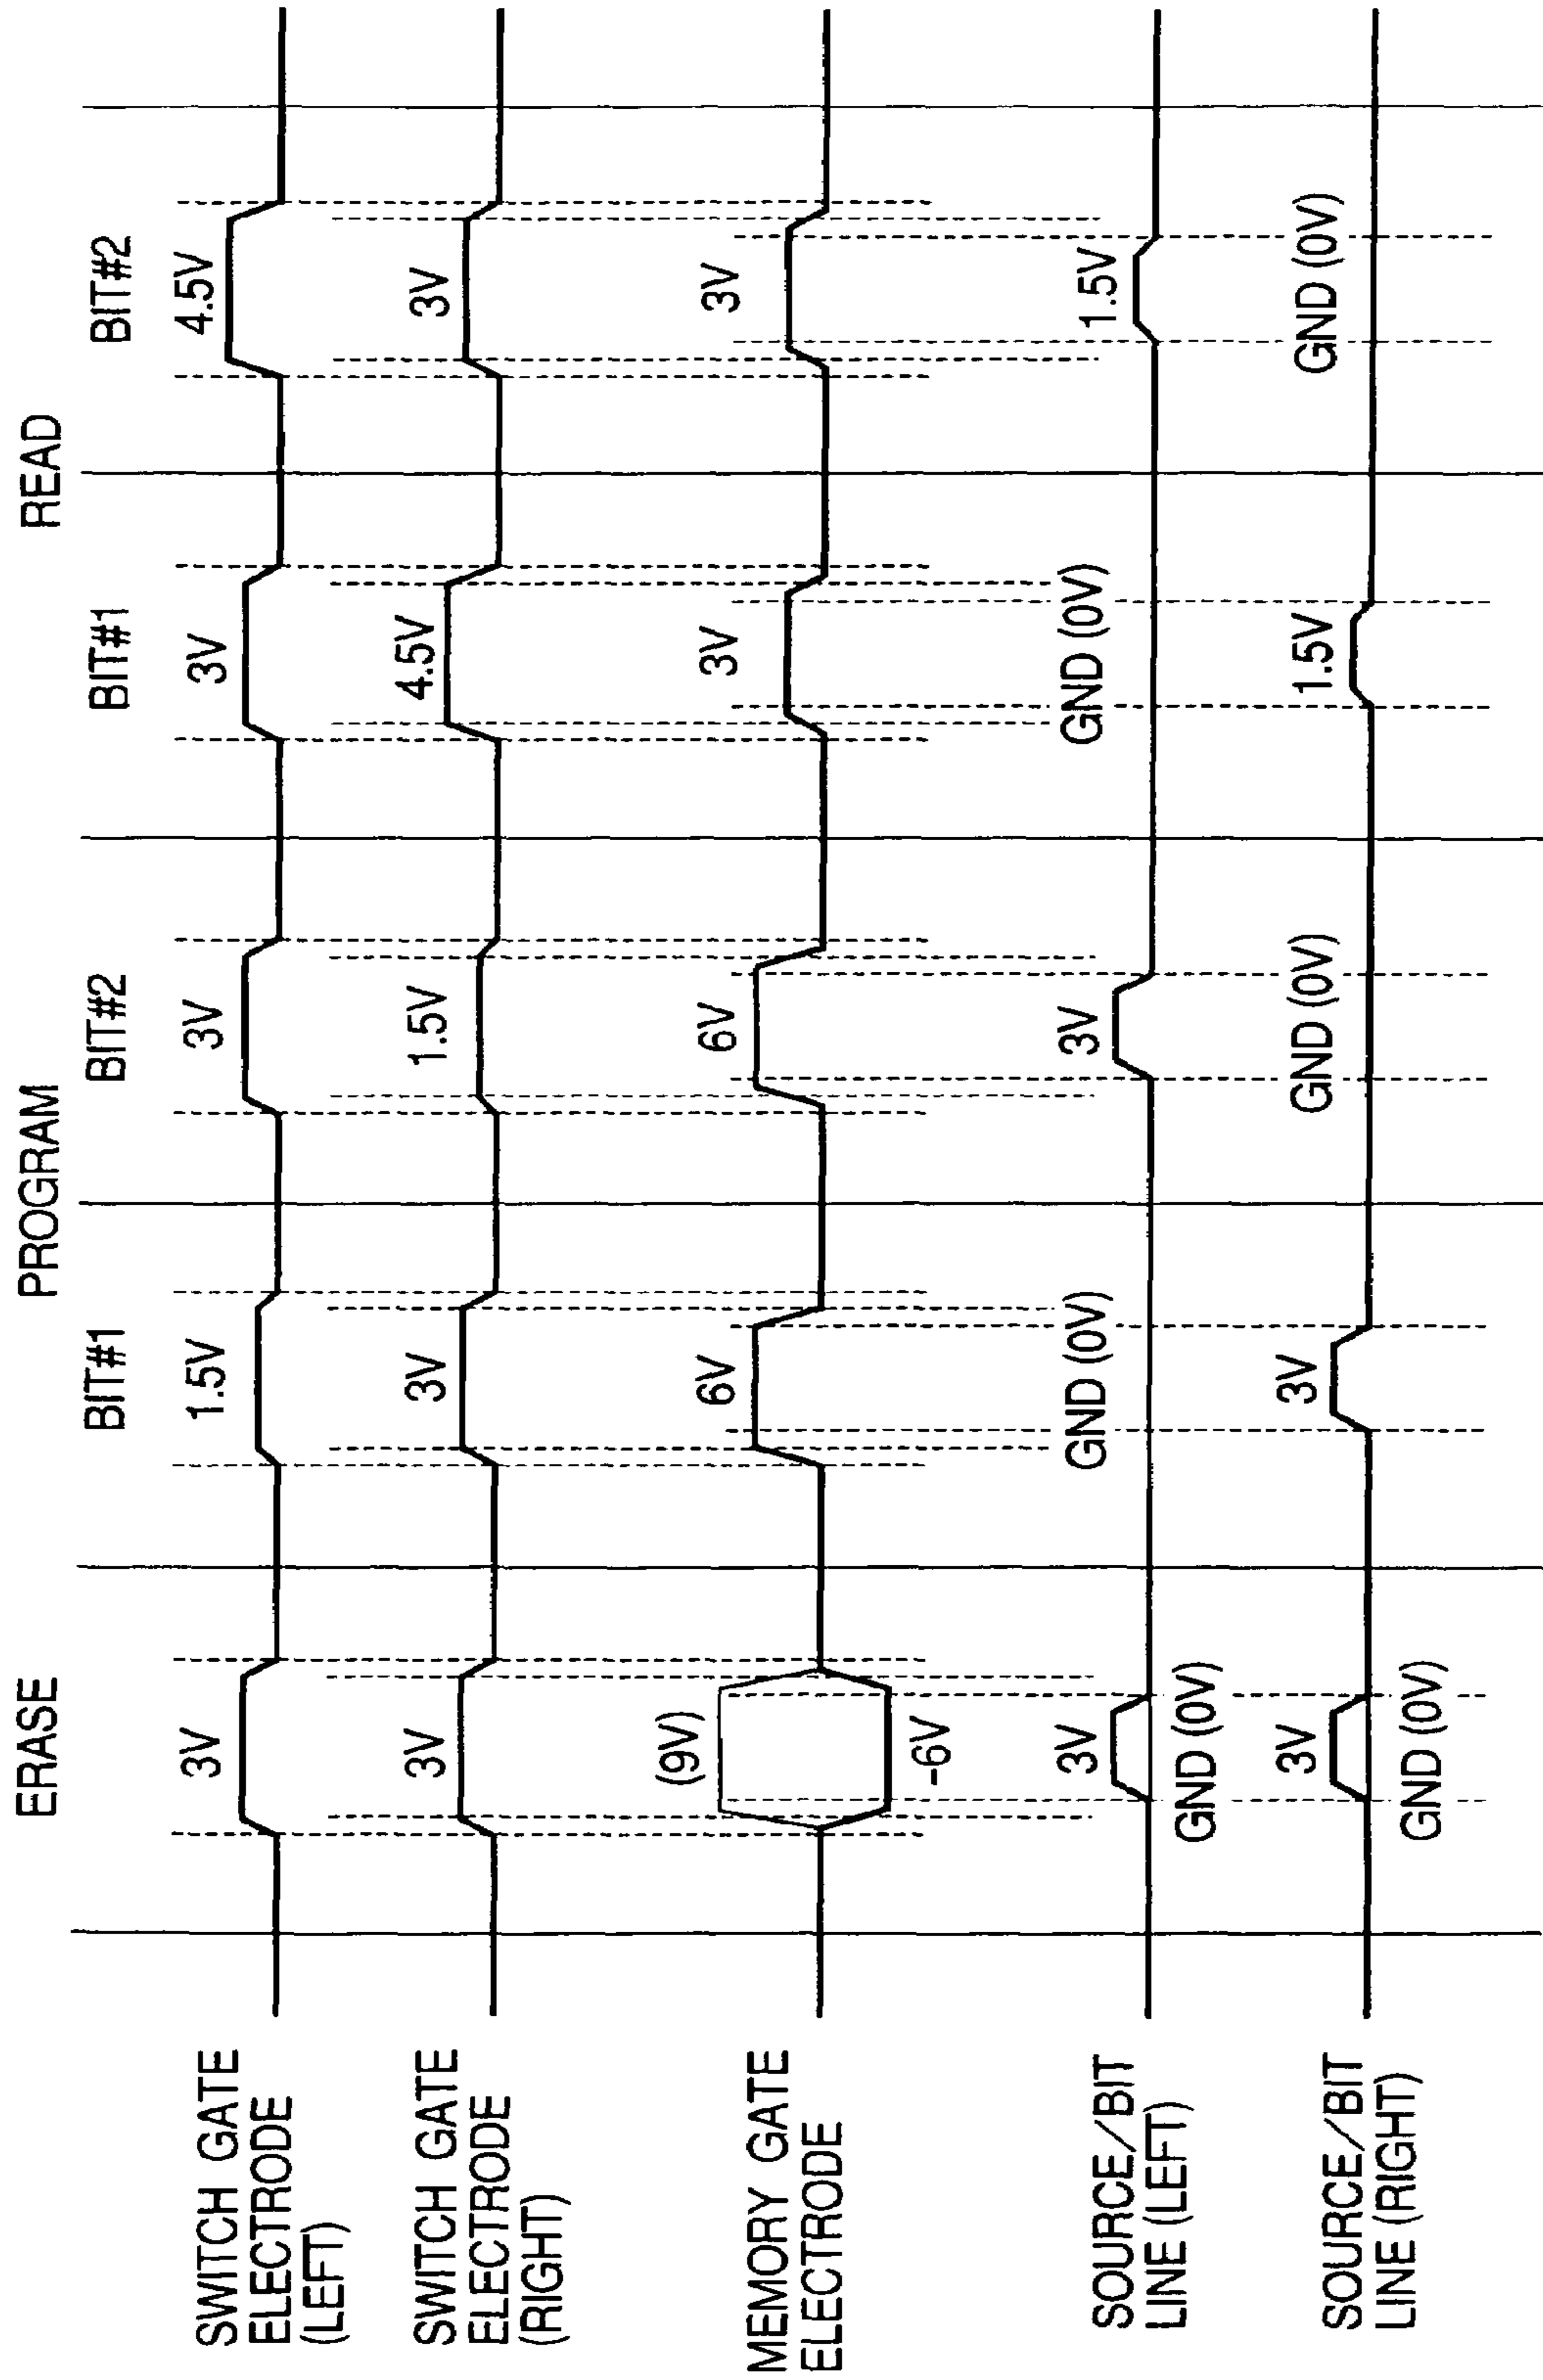 ERASE PROGRAM READ
BIT#1 BIT#2 BIT#1 BIT#2
SWITCH GATE
ELECTRODE
(LEFT)
3V 1.5V 3V 3V 4.5V
SWITCH GATE
ELECTRODE
(RIGHT)
3V 3V 1.5V 4.5V 3V
MEMORY GATE
ELECTRODE
(9V) 6V 6V 3V 3V
-6V
SOURCE/BIT
LINE (LEFT)
3V GND (0V) 3V GND (0V) 1.5V
GND (0V)
SOURCE/BIT
LINE (RIGHT)
3V 3V GND (0V) 1.5V GND (0V)
GND (0V)